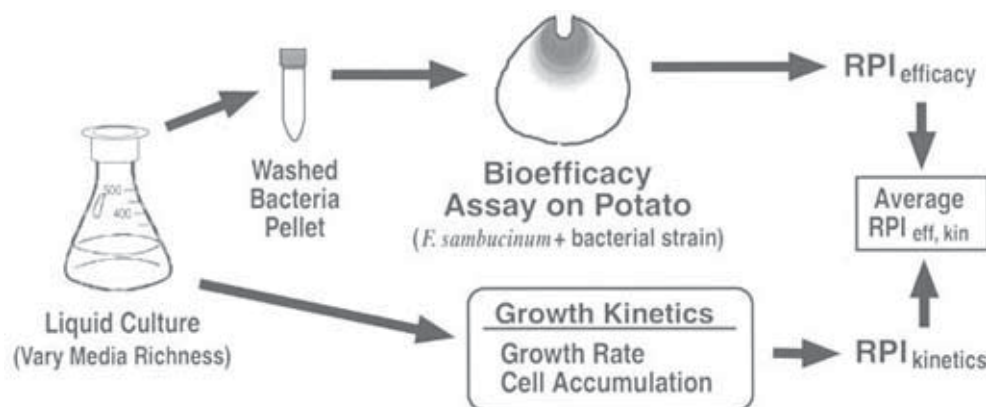 RPI efficacy
Washed
Bacteria
Pellet
Bioefficacy
Assay on Potato
(F. sambucinum + bacterial strain)
Average
RPI eff, kin
500
400
Liquid Culture
(Vary Media Richness)
Growth Kinetics
Growth Rate
Cell Accumulation
RPI kinetics